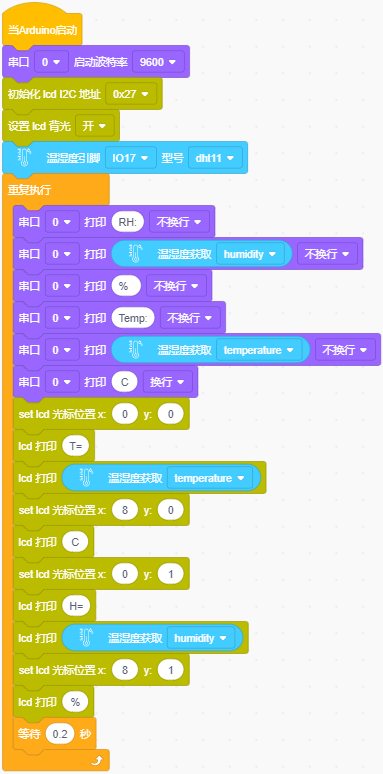 当Arduino启动
串口 0 启动波特率 9600
初始化 lcd I2C 地址 0x27
设置 lcd 背光 开
温湿度引脚 IO17 型号 dht11
重复执行
串口 0 打印 RH: 不换行
串口 0 打印 温湿度获取 humidity 不换行
串口 0 打印 % 不换行
串口 0 打印 Temp: 不换行
串口 0 打印 温湿度获取 temperature 不换行
串口 0 打印 C 换行
set lcd 光标位置 x: 0 y: 0
lcd 打印 T=
lcd 打印 温湿度获取 temperature
set lcd 光标位置 x: 8 y: 0
lcd 打印 C
set lcd 光标位置 x: 0 y: 1
lcd 打印 H=
lcd 打印 温湿度获取 humidity
set lcd 光标位置 x: 8 y: 1
lcd 打印 %
等待 0.2 秒